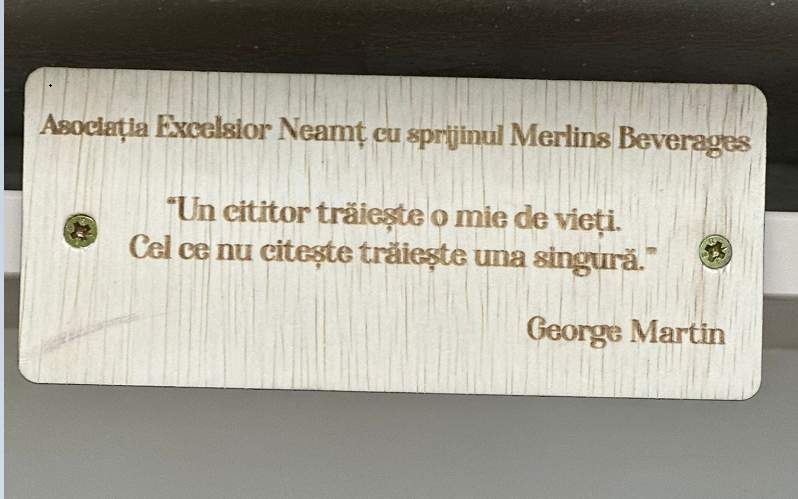 Asociația Excelsior Neamț cu sprijinul Merlins Beverages
“Un cititor trăiește o mie de vieți.
Cel ce nu citește trăiește una singură.”
George Martin